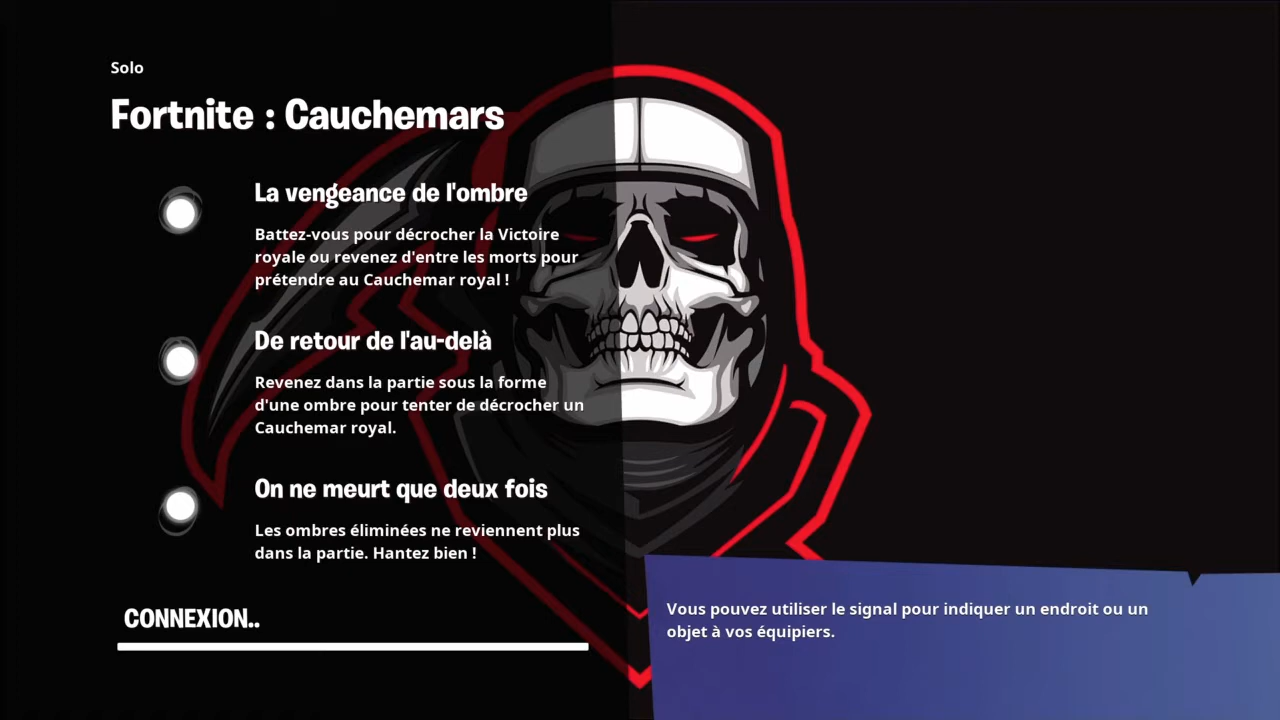 Solo
Fortnite : Cauchemars
La vengeance de l'ombre
Battez-vous pour décrocher la Victoire
royale ou revenez d'entre les morts pour
prétendre au Cauchemar royal !
De retour de l'au-delà
Revenez dans la partie sous la forme
d'une ombre pour tenter de décrocher un
Cauchemar royal.
On ne meurt que deux fois
Les ombres éliminées ne reviennent plus
dans la partie. Hantez bien !
CONNEXION..
Vous pouvez utiliser le signal pour indiquer un endroit ou un
objet à vos équipiers.